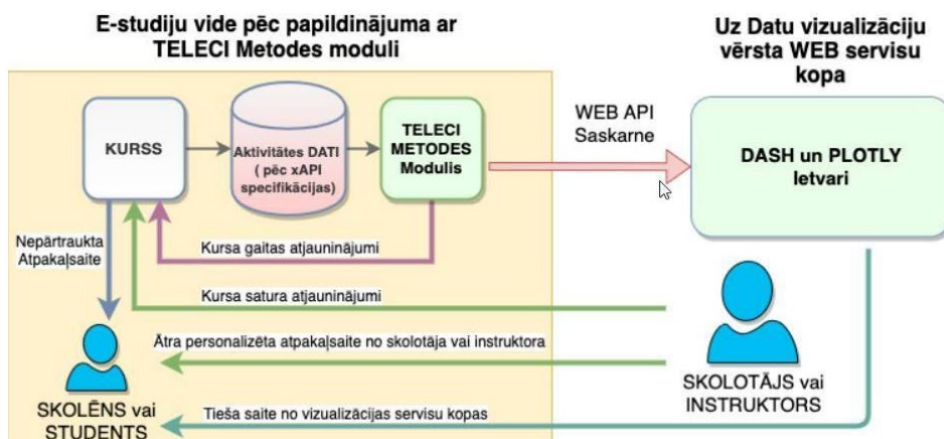 E-studiju vide pēc papildinājuma ar
TELECI Metodes moduli
Uz Datu vizualizāciju
vērsta WEB servisu
kopa
KURSS
Aktivitātes DATI
( pēc xAPI
specifikācijas)
TELECI
METODES
Modulis
WEB API
Saskarne
DASH un PLOTLY
Ietvari
Nepārtraukta
Atpakaļsaite
Kursa gaitas atjauninājumi
Kursa satura atjauninājumi
Ātra personalizēta atpakaļsaite no skolotāja vai instruktora
SKOLĒNS vai
STUDENTS
SKOLOTĀJS vai
INSTRUKTORS
Tieša saite no vizualizācijas servisu kopas